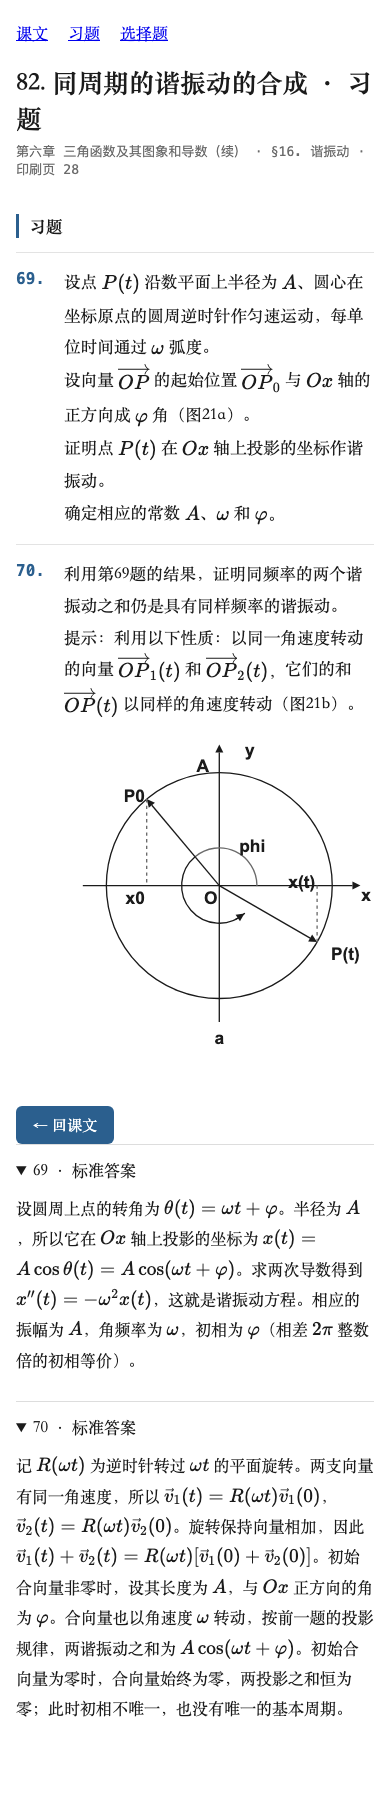 课文 习题 选择题
82. 同周期的谐振动的合成 · 习
题
第六章 三角函数及其图象和导数（续） · §16. 谐振动 ·
印刷页 28
习题
69. 设点 P(t) 沿数平面上半径为 A、圆心在
坐标原点的圆周逆时针作匀速运动，每单
位时间通过 ω 弧度。
设向量 \overrightarrow{OP} 的起始位置 \overrightarrow{OP}_0 与 Ox 轴的
正方向成 φ 角（图21a）。
证明点 P(t) 在 Ox 轴上投影的坐标作谐
振动。
确定相应的常数 A、ω 和 φ。
70. 利用第69题的结果，证明同频率的两个谐
振动之和仍是具有同样频率的谐振动。
提示：利用以下性质：以同一角速度转动
的向量 \overrightarrow{OP}_1(t) 和 \overrightarrow{OP}_2(t)，它们的和
\overrightarrow{OP}(t) 以同样的角速度转动（图21b）。
y
A
P0
phi
x(t)
x0
O
x
P(t)
a
← 回课文
▼ 69 · 标准答案
设圆周上点的转角为 θ(t) = ωt + φ。半径为 A
，所以它在 Ox 轴上投影的坐标为 x(t) =
A cos θ(t) = A cos(ωt + φ)。求两次导数得到
x″(t) = −ω²x(t)，这就是谐振动方程。相应的
振幅为 A，角频率为 ω，初相为 φ（相差 2π 整数
倍的初相等价）。
▼ 70 · 标准答案
记 R(ωt) 为逆时针转过 ωt 的平面旋转。两支向量
有同一角速度，所以 v⃗₁(t) = R(ωt)v⃗₁(0)，
v⃗₂(t) = R(ωt)v⃗₂(0)。旋转保持向量相加，因此
v⃗₁(t) + v⃗₂(t) = R(ωt)[v⃗₁(0) + v⃗₂(0)]。初始
合向量非零时，设其长度为 A，与 Ox 正方向的角
为 φ。合向量也以角速度 ω 转动，按前一题的投影
规律，两谐振动之和为 A cos(ωt + φ)。初始合
向量为零时，合向量始终为零，两投影之和恒为
零；此时初相不唯一，也没有唯一的基本周期。